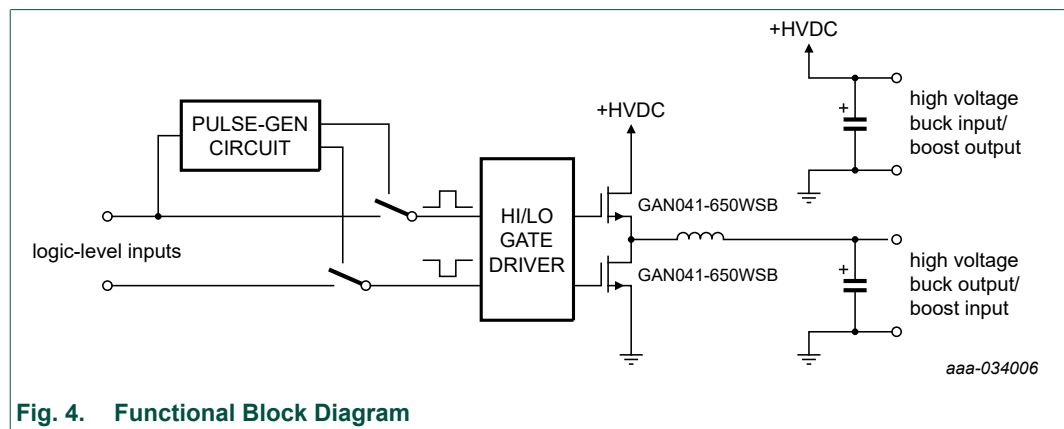 +HVDC
high voltage
buck input/
boost output
PULSE-GEN
CIRCUIT
+HVDC
GAN041-650WSB
HI/LO
GATE
DRIVER
logic-level inputs
GAN041-650WSB
high voltage
buck output/
boost input
aaa-034006
Fig. 4. Functional Block Diagram